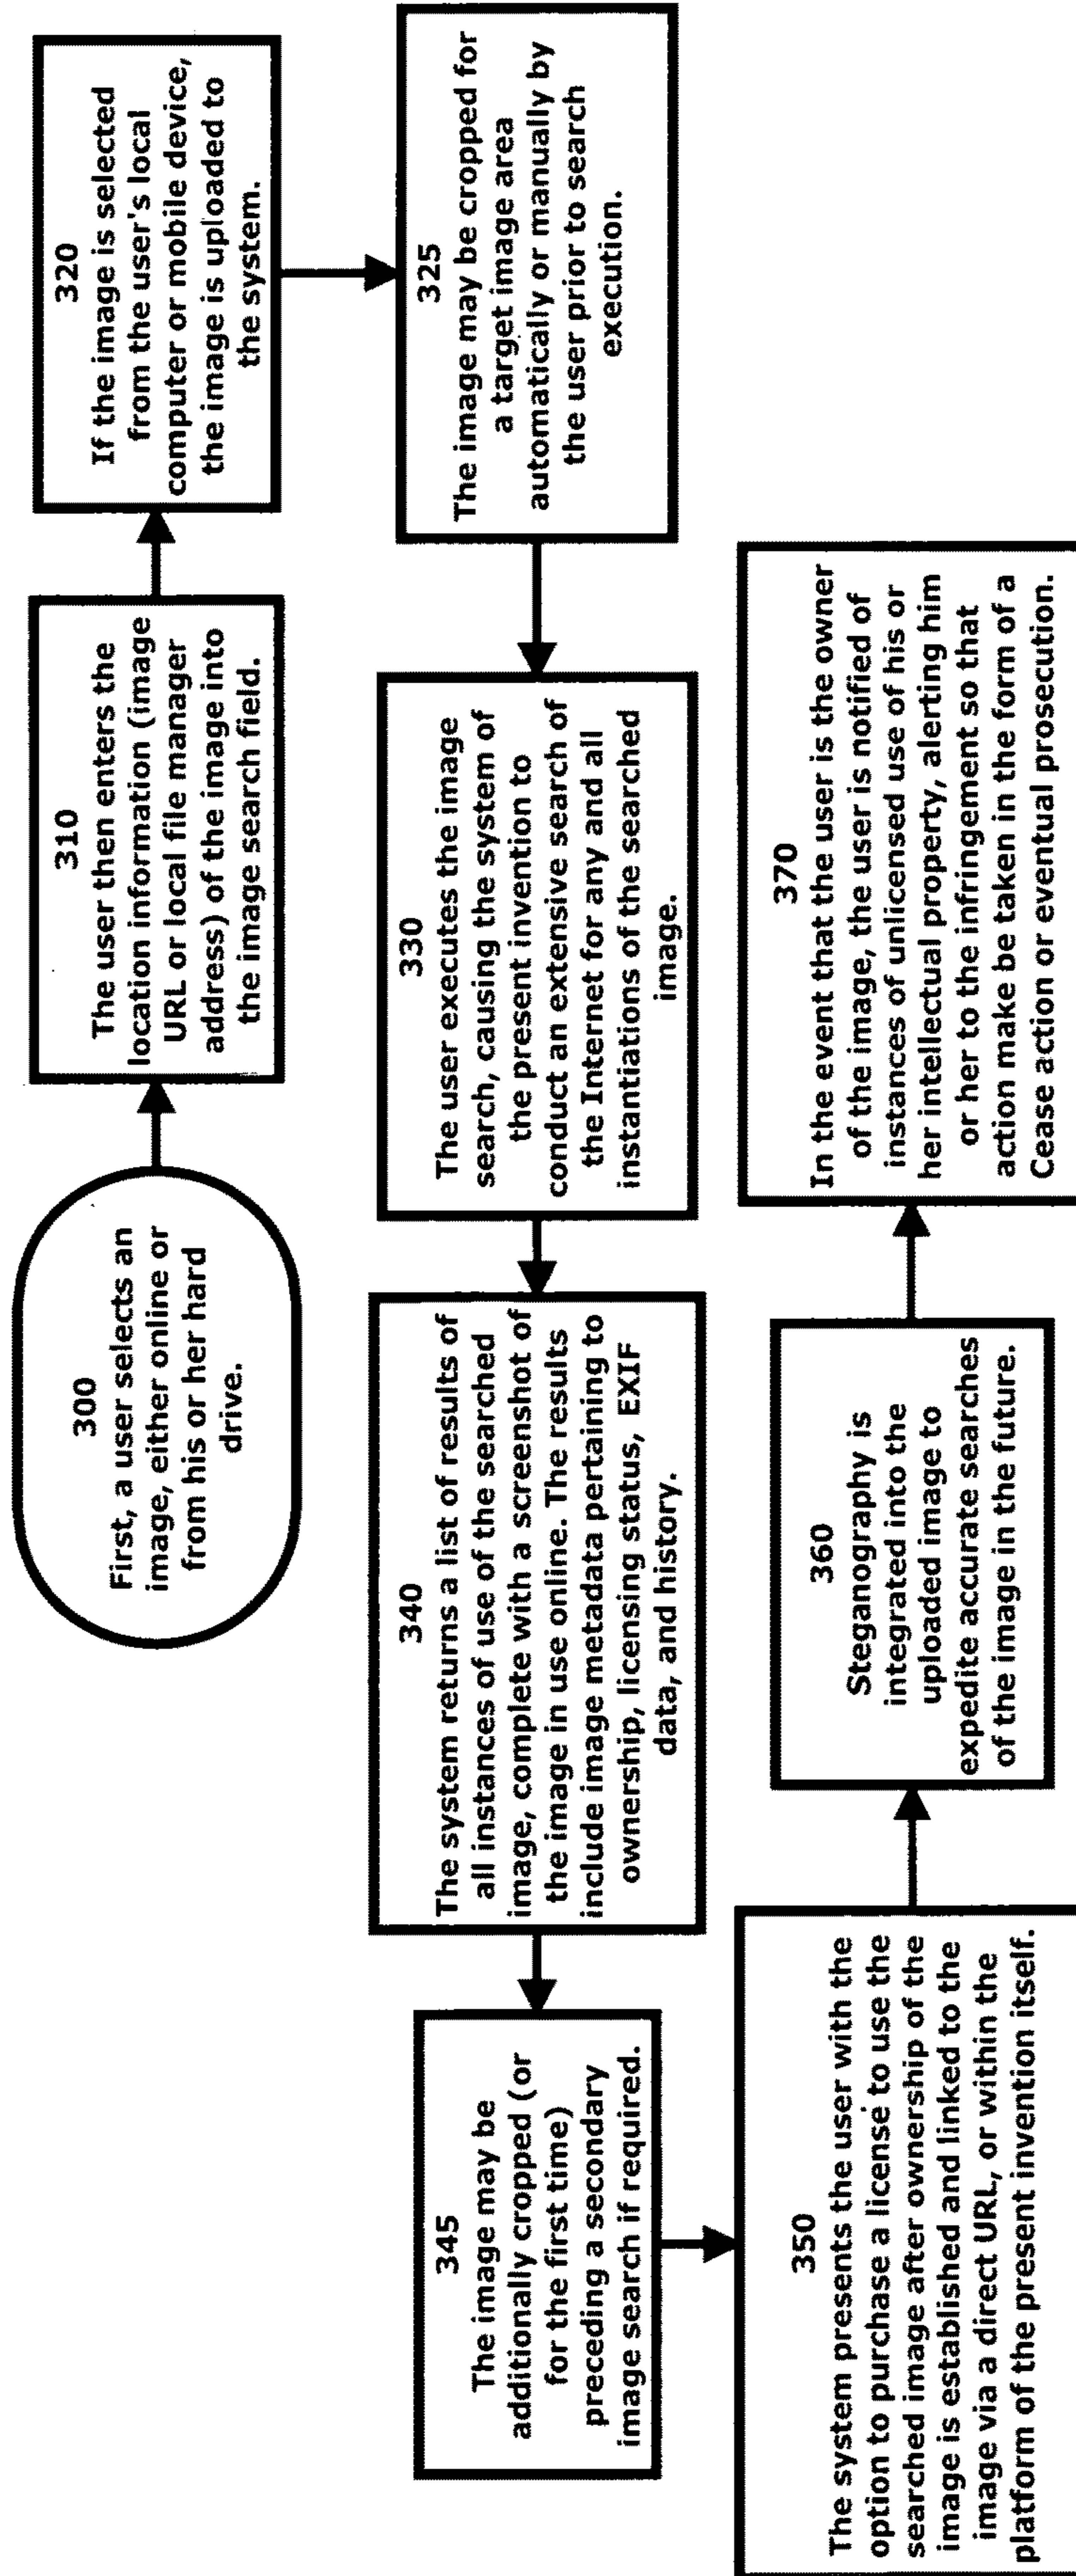 300
First, a user selects an
image, either online or
from his or her hard
drive.
310
The user then enters the
location information (image
URL or local file manager
address) of the image into
the image search field.
320
If the image is selected
from the user's local
computer or mobile device,
the image is uploaded to
the system.
325
The image may be cropped for
a target image area
automatically or manually by
the user prior to search
execution.
330
The user executes the image
search, causing the system of
the present invention to
conduct an extensive search of
the Internet for any and all
instantiations of the searched
image.
340
The system returns a list of results of
all instances of use of the searched
image, complete with a screenshot of
the image in use online. The results
include image metadata pertaining to
ownership, licensing status, EXIF
data, and history.
345
The image may be
additionally cropped (or
for the first time)
preceding a secondary
image search if required.
350
The system presents the user with the
option to purchase a license to use the
searched image after ownership of the
image is established and linked to the
image via a direct URL, or within the
platform of the present invention itself.
360
Steganography is
integrated into the
uploaded image to
expedite accurate searches
of the image in the future.
370
In the event that the user is the owner
of the image, the user is notified of
instances of unlicensed use of his or
her intellectual property, alerting him
or her to the infringement so that
action make be taken in the form of a
Cease action or eventual prosecution.